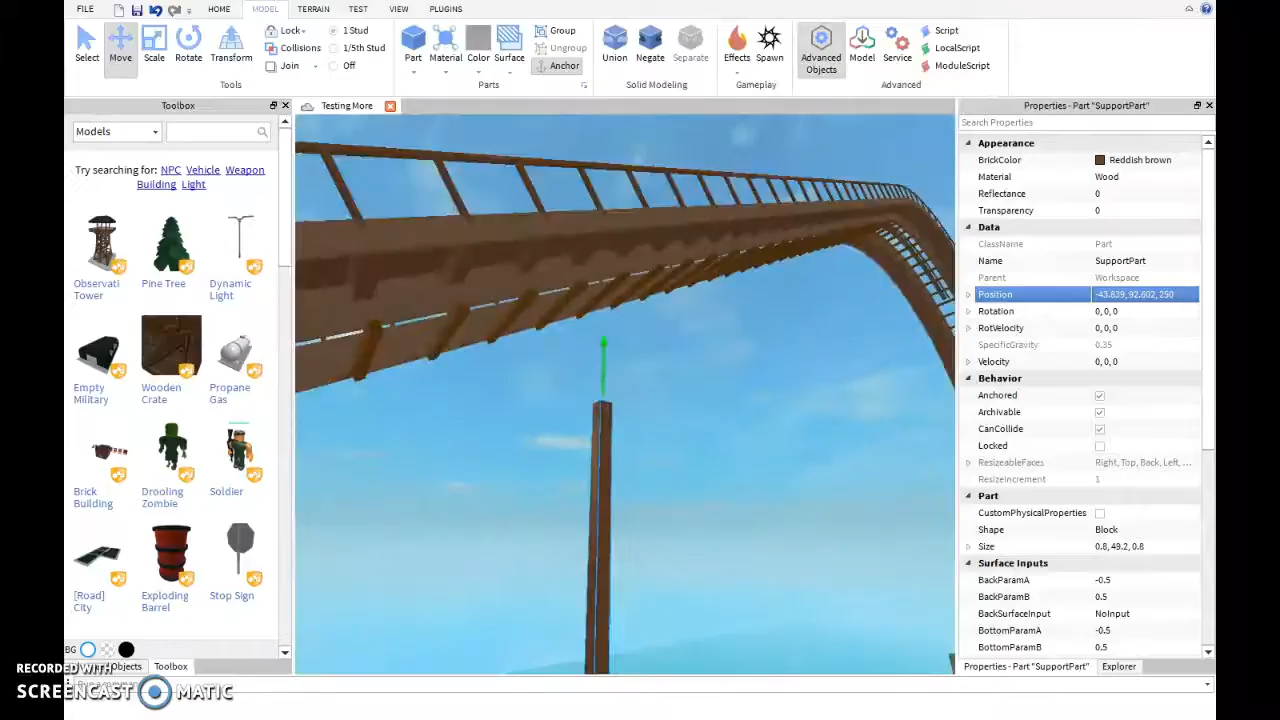 FILE HOME MODEL TERRAIN TEST VIEW PLUGINS
Select Move Scale Rotate Transform
Lock
Collisions
Join
1 Stud
1/5th Stud
Off
Tools
Part Material Color Surface
Group
Ungroup
Anchor
Parts
Union Negate Separate
Solid Modeling
Effects Spawn
Gameplay
Advanced
Objects
Model Service
Script
LocalScript
ModuleScript
Advanced
Toolbox
Models
Try searching for: NPC Vehicle Weapon
Building Light
Observati
Tower
Pine Tree
Dynamic
Light
Empty
Military
Wooden
Crate
Propane
Gas
Brick
Building
Drooling
Zombie
Soldier
[Road]
City
Exploding
Barrel
Stop Sign
BG
Objects Toolbox
RECORDED WITH
SCREENCAST MATIC
Testing More
Properties - Part "SupportPart"
Search Properties
Appearance
BrickColor Reddish brown
Material Wood
Reflectance 0
Transparency 0
Data
ClassName Part
Name SupportPart
Parent Workspace
Position -43.839, 92.602, 250
Rotation 0, 0, 0
RotVelocity 0, 0, 0
SpecificGravity 0.35
Velocity 0, 0, 0
Behavior
Anchored
Archivable
CanCollide
Locked
ResizeableFaces Right, Top, Back, Left, ...
ResizeIncrement 1
Part
CustomPhysicalProperties
Shape Block
Size 0.8, 49.2, 0.8
Surface Inputs
BackParamA -0.5
BackParamB 0.5
BackSurfaceInput NoInput
BottomParamA -0.5
BottomParamB 0.5
Properties - Part "SupportPart" Explorer